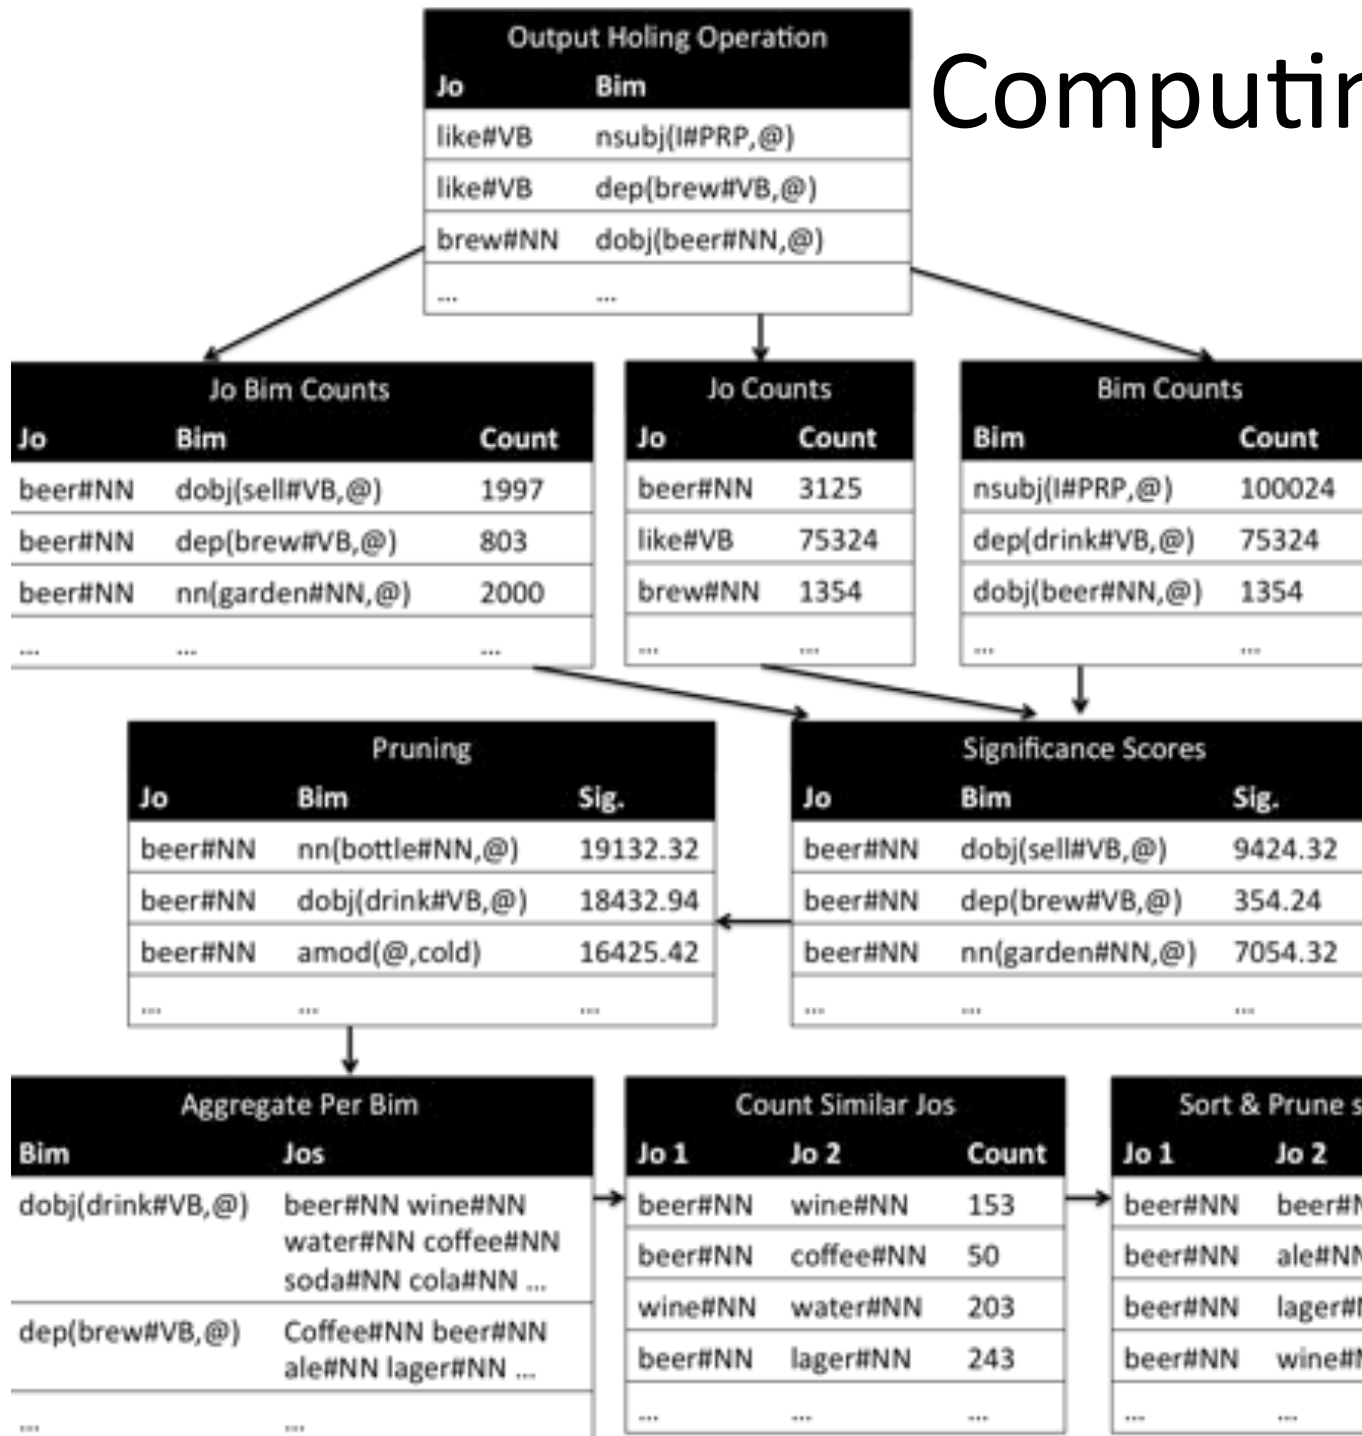 Output Holing Operation
Jo Bim
like#VB nsubj(I#PRP,@)
like#VB dep(brew#VB,@)
brew#NN dobj(beer#NN,@)
... ...
Jo Bim Counts
Jo Bim Count
beer#NN dobj(sell#VB,@) 1997
beer#NN dep(brew#VB,@) 803
beer#NN nn(garden#NN,@) 2000
... ... ...
Jo Counts
Jo Count
beer#NN 3125
like#VB 75324
brew#NN 1354
... ...
Bim Counts
Bim Count
nsubj(I#PRP,@) 100024
dep(drink#VB,@) 75324
dobj(beer#NN,@) 1354
... ...
Pruning
Jo Bim Sig.
beer#NN nn(bottle#NN,@) 19132.32
beer#NN dobj(drink#VB,@) 18432.94
beer#NN amod(@,cold) 16425.42
... ... ...
Significance Scores
Jo Bim Sig.
beer#NN dobj(sell#VB,@) 9424.32
beer#NN dep(brew#VB,@) 354.24
beer#NN nn(garden#NN,@) 7054.32
... ... ...
Aggregate Per Bim
Bim Jos
dobj(drink#VB,@) beer#NN wine#NN
water#NN coffee#NN
soda#NN cola#NN ...
dep(brew#VB,@) Coffee#NN beer#NN
ale#NN lager#NN ...
... ...
Count Similar Jos
Jo 1 Jo 2 Count
beer#NN wine#NN 153
beer#NN coffee#NN 50
wine#NN water#NN 203
beer#NN lager#NN 243
... ... ...
Sort & Prune
Jo 1 Jo 2
beer#NN
beer#NN
beer#NN
beer#NN
... ...